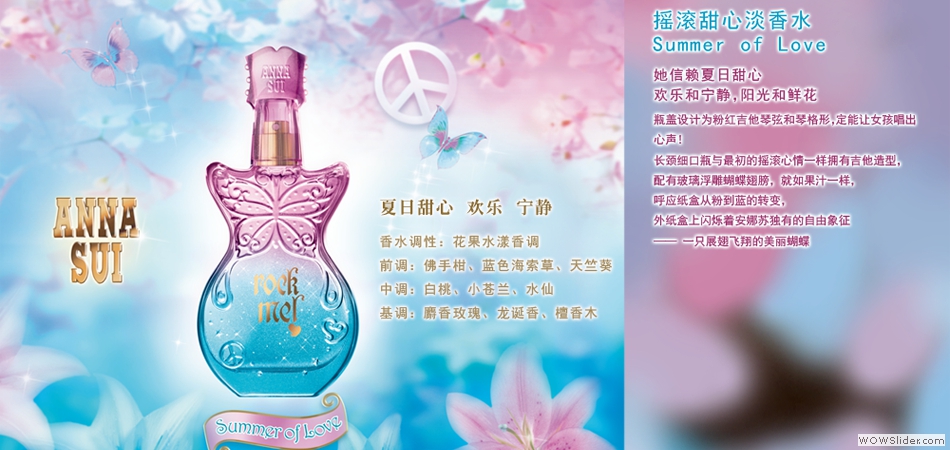 ANNA
SUI
ANNA
SUI
rock
me!
Summer of Love
夏日甜心 欢乐 宁静
香水调性：花果水漾香调
前调：佛手柑、蓝色海索草、天竺葵
中调：白桃、小苍兰、水仙
基调：麝香玫瑰、龙诞香、檀香木
摇滚甜心淡香水
Summer of Love
她信赖夏日甜心
欢乐和宁静,阳光和鲜花
瓶盖设计为粉红吉他琴弦和琴格形,定能让女孩唱出
心声!
长颈细口瓶与最初的摇滚心情一样拥有吉他造型,
配有玻璃浮雕蝴蝶翅膀，就如果汁一样,
呼应纸盒从粉到蓝的转变,
外纸盒上闪烁着安娜苏独有的自由象征
—— 一只展翅飞翔的美丽蝴蝶
WOWSlider.com